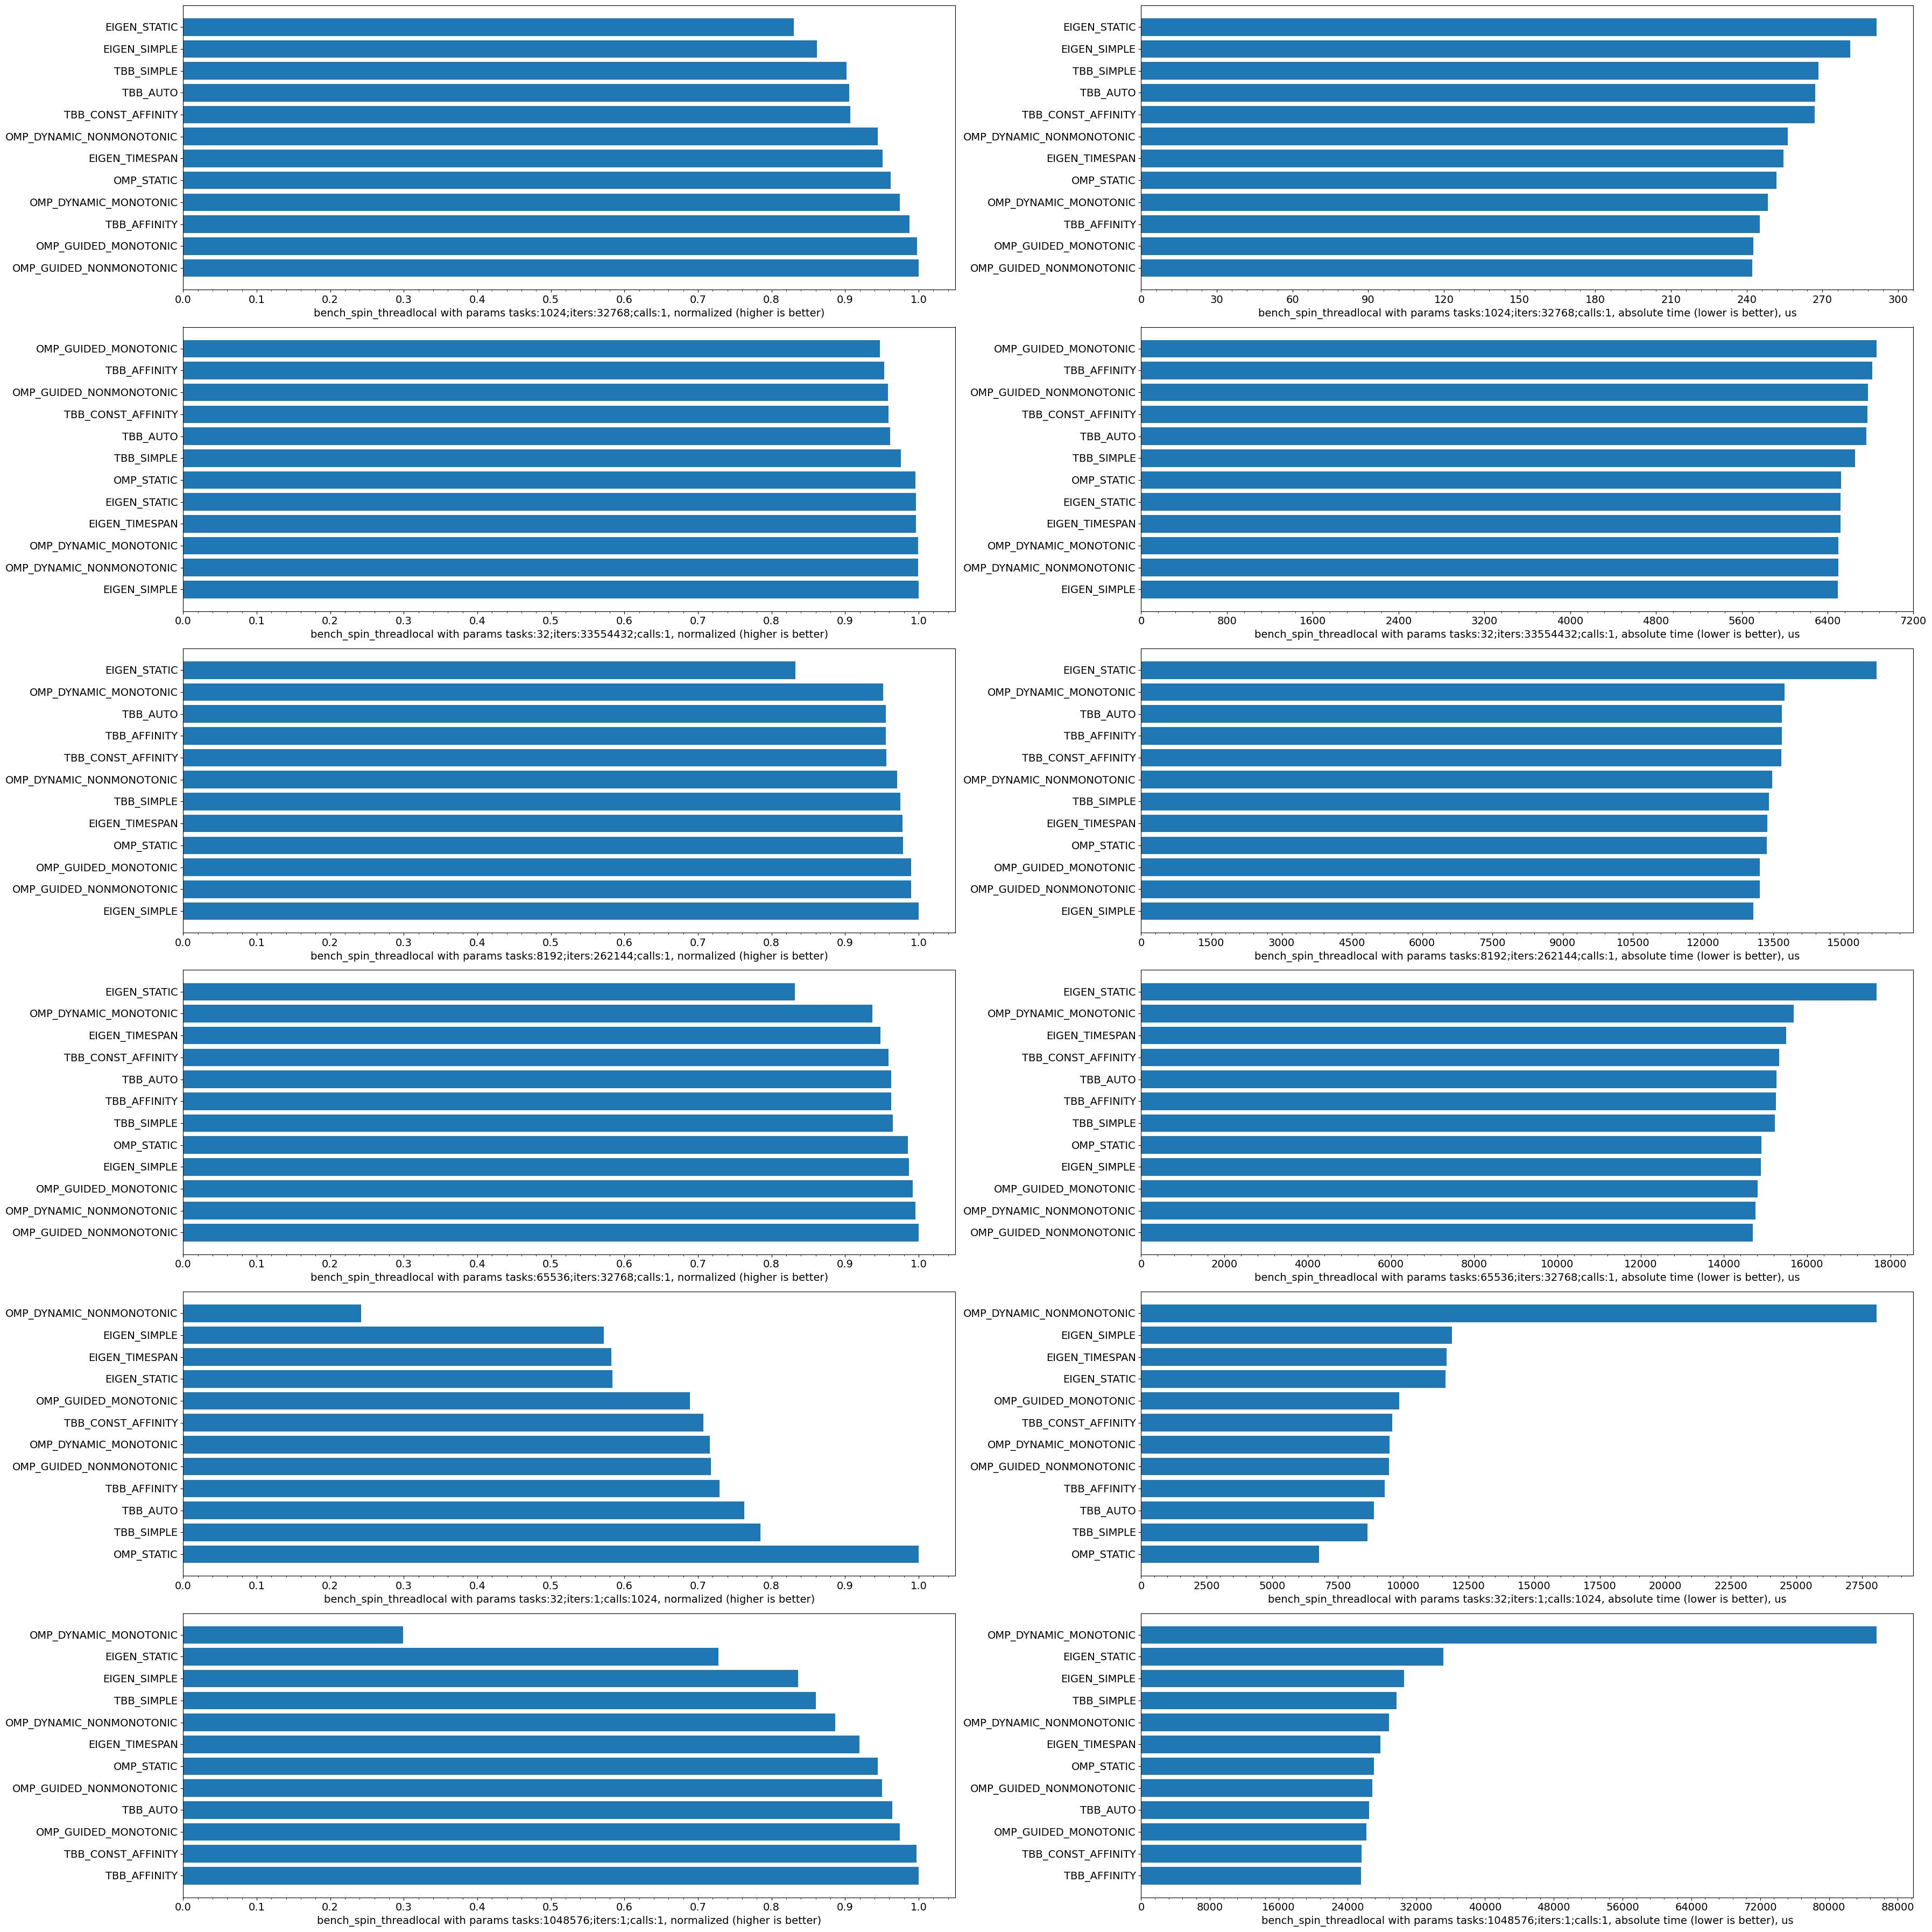 EIGEN_STATIC
EIGEN_SIMPLE
TBB_SIMPLE
TBB_AUTO
TBB_CONST_AFFINITY
OMP_DYNAMIC_NONMONOTONIC
EIGEN_TIMESPAN
OMP_STATIC
OMP_DYNAMIC_MONOTONIC
TBB_AFFINITY
OMP_GUIDED_MONOTONIC
OMP_GUIDED_NONMONOTONIC
0.0 0.1 0.2 0.3 0.4 0.5 0.6 0.7 0.8 0.9 1.0
bench_spin_threadlocal with params tasks:1024;iters:32768;calls:1, normalized (higher is better)
EIGEN_STATIC
EIGEN_SIMPLE
TBB_SIMPLE
TBB_AUTO
TBB_CONST_AFFINITY
OMP_DYNAMIC_NONMONOTONIC
EIGEN_TIMESPAN
OMP_STATIC
OMP_DYNAMIC_MONOTONIC
TBB_AFFINITY
OMP_GUIDED_MONOTONIC
OMP_GUIDED_NONMONOTONIC
0 30 60 90 120 150 180 210 240 270 300
bench_spin_threadlocal with params tasks:1024;iters:32768;calls:1, absolute time (lower is better), us
OMP_GUIDED_MONOTONIC
TBB_AFFINITY
OMP_GUIDED_NONMONOTONIC
TBB_CONST_AFFINITY
TBB_AUTO
TBB_SIMPLE
OMP_STATIC
EIGEN_STATIC
EIGEN_TIMESPAN
OMP_DYNAMIC_MONOTONIC
OMP_DYNAMIC_NONMONOTONIC
EIGEN_SIMPLE
0.0 0.1 0.2 0.3 0.4 0.5 0.6 0.7 0.8 0.9 1.0
bench_spin_threadlocal with params tasks:32;iters:33554432;calls:1, normalized (higher is better)
OMP_GUIDED_MONOTONIC
TBB_AFFINITY
OMP_GUIDED_NONMONOTONIC
TBB_CONST_AFFINITY
TBB_AUTO
TBB_SIMPLE
OMP_STATIC
EIGEN_STATIC
EIGEN_TIMESPAN
OMP_DYNAMIC_MONOTONIC
OMP_DYNAMIC_NONMONOTONIC
EIGEN_SIMPLE
0 800 1600 2400 3200 4000 4800 5600 6400 7200
bench_spin_threadlocal with params tasks:32;iters:33554432;calls:1, absolute time (lower is better), us
EIGEN_STATIC
OMP_DYNAMIC_MONOTONIC
TBB_AUTO
TBB_AFFINITY
TBB_CONST_AFFINITY
OMP_DYNAMIC_NONMONOTONIC
TBB_SIMPLE
EIGEN_TIMESPAN
OMP_STATIC
OMP_GUIDED_MONOTONIC
OMP_GUIDED_NONMONOTONIC
EIGEN_SIMPLE
0.0 0.1 0.2 0.3 0.4 0.5 0.6 0.7 0.8 0.9 1.0
bench_spin_threadlocal with params tasks:8192;iters:262144;calls:1, normalized (higher is better)
EIGEN_STATIC
OMP_DYNAMIC_MONOTONIC
TBB_AUTO
TBB_AFFINITY
TBB_CONST_AFFINITY
OMP_DYNAMIC_NONMONOTONIC
TBB_SIMPLE
EIGEN_TIMESPAN
OMP_STATIC
OMP_GUIDED_MONOTONIC
OMP_GUIDED_NONMONOTONIC
EIGEN_SIMPLE
0 1500 3000 4500 6000 7500 9000 10500 12000 13500 15000
bench_spin_threadlocal with params tasks:8192;iters:262144;calls:1, absolute time (lower is better), us
EIGEN_STATIC
OMP_DYNAMIC_MONOTONIC
EIGEN_TIMESPAN
TBB_CONST_AFFINITY
TBB_AUTO
TBB_AFFINITY
TBB_SIMPLE
OMP_STATIC
EIGEN_SIMPLE
OMP_GUIDED_MONOTONIC
OMP_DYNAMIC_NONMONOTONIC
OMP_GUIDED_NONMONOTONIC
0.0 0.1 0.2 0.3 0.4 0.5 0.6 0.7 0.8 0.9 1.0
bench_spin_threadlocal with params tasks:65536;iters:32768;calls:1, normalized (higher is better)
EIGEN_STATIC
OMP_DYNAMIC_MONOTONIC
EIGEN_TIMESPAN
TBB_CONST_AFFINITY
TBB_AUTO
TBB_AFFINITY
TBB_SIMPLE
OMP_STATIC
EIGEN_SIMPLE
OMP_GUIDED_MONOTONIC
OMP_DYNAMIC_NONMONOTONIC
OMP_GUIDED_NONMONOTONIC
0 2000 4000 6000 8000 10000 12000 14000 16000 18000
bench_spin_threadlocal with params tasks:65536;iters:32768;calls:1, absolute time (lower is better), us
OMP_DYNAMIC_NONMONOTONIC
EIGEN_SIMPLE
EIGEN_TIMESPAN
EIGEN_STATIC
OMP_GUIDED_MONOTONIC
TBB_CONST_AFFINITY
OMP_DYNAMIC_MONOTONIC
OMP_GUIDED_NONMONOTONIC
TBB_AFFINITY
TBB_AUTO
TBB_SIMPLE
OMP_STATIC
0.0 0.1 0.2 0.3 0.4 0.5 0.6 0.7 0.8 0.9 1.0
bench_spin_threadlocal with params tasks:32;iters:1;calls:1024, normalized (higher is better)
OMP_DYNAMIC_NONMONOTONIC
EIGEN_SIMPLE
EIGEN_TIMESPAN
EIGEN_STATIC
OMP_GUIDED_MONOTONIC
TBB_CONST_AFFINITY
OMP_DYNAMIC_MONOTONIC
OMP_GUIDED_NONMONOTONIC
TBB_AFFINITY
TBB_AUTO
TBB_SIMPLE
OMP_STATIC
0 2500 5000 7500 10000 12500 15000 17500 20000 22500 25000 27500
bench_spin_threadlocal with params tasks:32;iters:1;calls:1024, absolute time (lower is better), us
OMP_DYNAMIC_MONOTONIC
EIGEN_STATIC
EIGEN_SIMPLE
TBB_SIMPLE
OMP_DYNAMIC_NONMONOTONIC
EIGEN_TIMESPAN
OMP_STATIC
OMP_GUIDED_NONMONOTONIC
TBB_AUTO
OMP_GUIDED_MONOTONIC
TBB_CONST_AFFINITY
TBB_AFFINITY
0.0 0.1 0.2 0.3 0.4 0.5 0.6 0.7 0.8 0.9 1.0
bench_spin_threadlocal with params tasks:1048576;iters:1;calls:1, normalized (higher is better)
OMP_DYNAMIC_MONOTONIC
EIGEN_STATIC
EIGEN_SIMPLE
TBB_SIMPLE
OMP_DYNAMIC_NONMONOTONIC
EIGEN_TIMESPAN
OMP_STATIC
OMP_GUIDED_NONMONOTONIC
TBB_AUTO
OMP_GUIDED_MONOTONIC
TBB_CONST_AFFINITY
TBB_AFFINITY
0 8000 16000 24000 32000 40000 48000 56000 64000 72000 80000 88000
bench_spin_threadlocal with params tasks:1048576;iters:1;calls:1, absolute time (lower is better), us